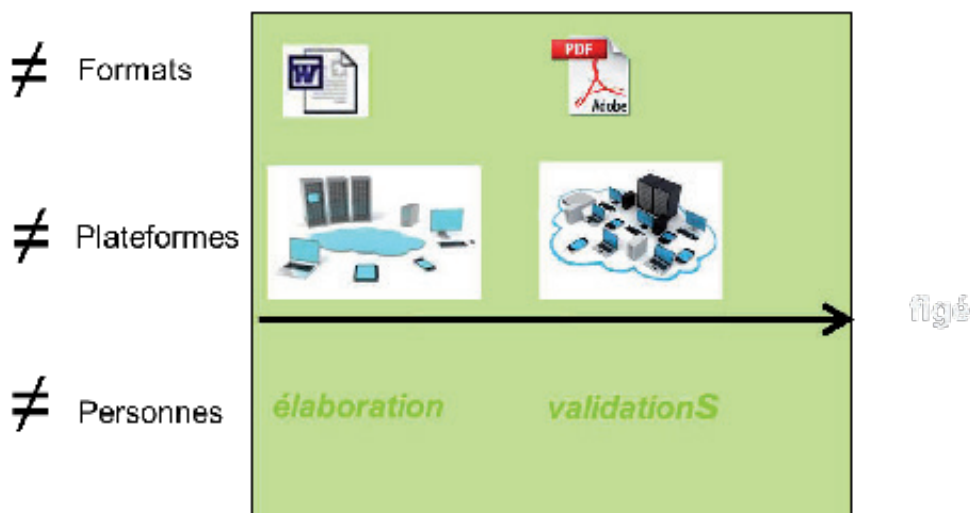 ≠ Formats
W
PDF
Adobe
≠ Plateformes
figé
≠ Personnes
élaboration
validationS